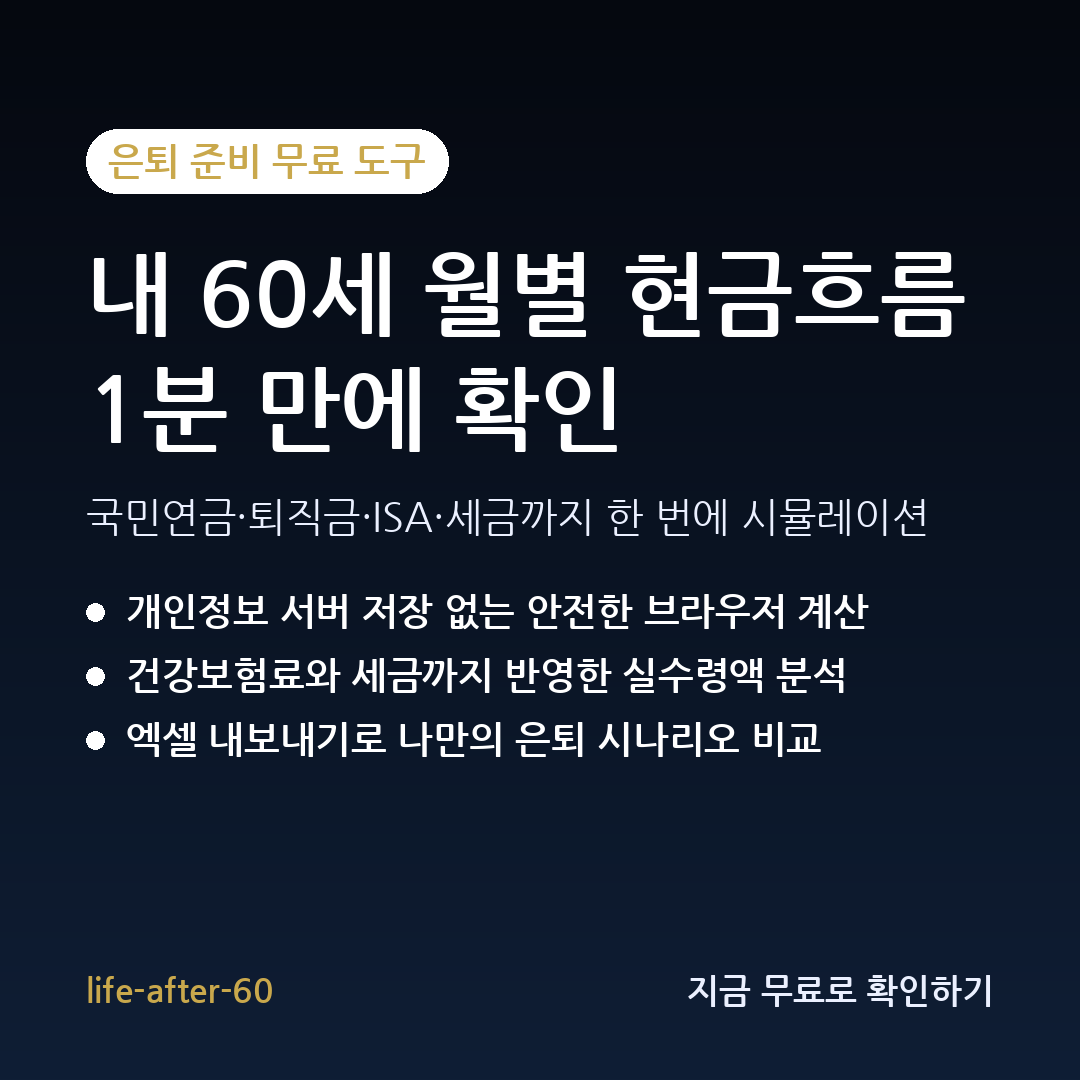 은퇴 준비 무료 도구
내 60세 월별 현금흐름
1분 만에 확인
국민연금·퇴직금·ISA·세금까지 한 번에 시뮬레이션
개인정보 서버 저장 없는 안전한 브라우저 계산
건강보험료와 세금까지 반영한 실수령액 분석
엑셀 내보내기로 나만의 은퇴 시나리오 비교
life-after-60
지금 무료로 확인하기